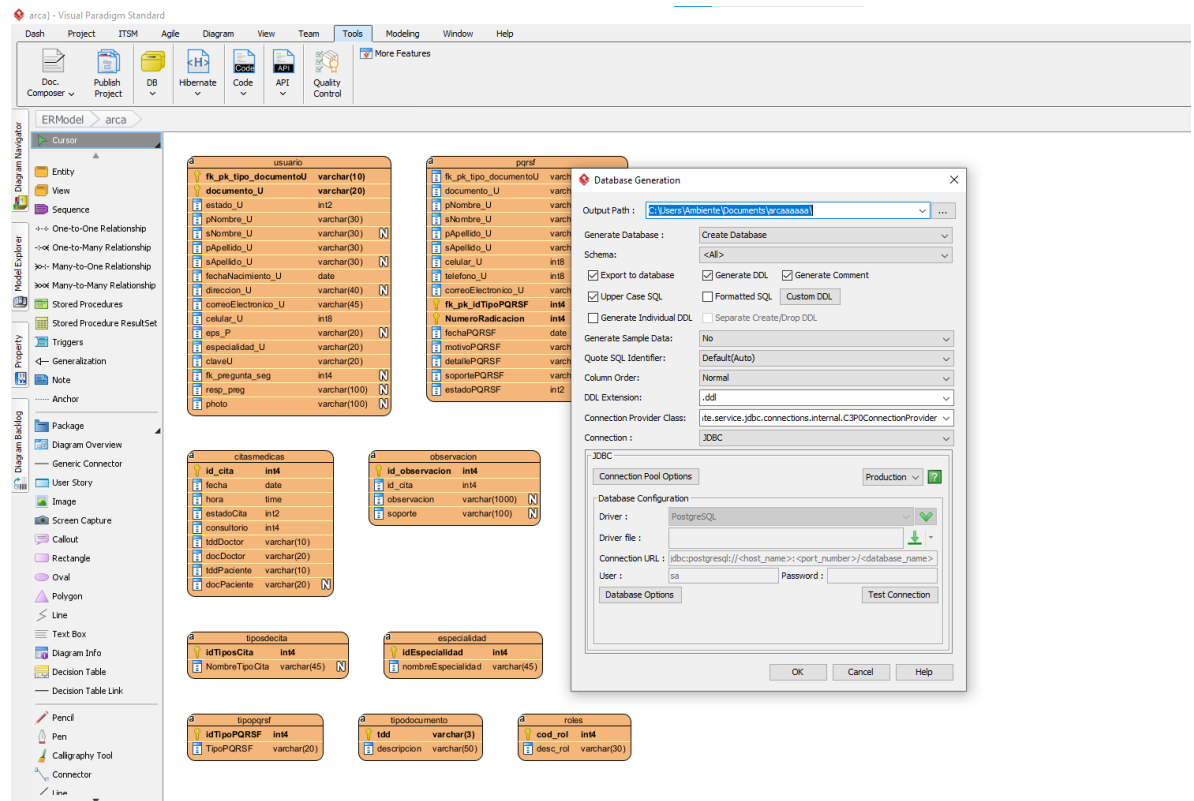 arca) - Visual Paradigm Standard
Dash Project ITSM Agile Diagram View Team Tools Modeling Window Help
Doc. Composer
Publish Project
DB
Hibernate
Code
API
Quality Control
More Features
ERModel arca
Diagram Navigator
Model Explorer
Property
Diagram Backlog
Cursor
Entity
View
Sequence
One-to-One Relationship
One-to-Many Relationship
Many-to-One Relationship
Many-to-Many Relationship
Stored Procedures
Stored Procedure ResultSet
Triggers
Generalization
Note
Anchor
Package
Diagram Overview
Generic Connector
User Story
Image
Screen Capture
Callout
Rectangle
Oval
Polygon
Line
Text Box
Diagram Info
Decision Table
Decision Table Link
Pencil
Pen
Calligraphy Tool
Connector
Line
usuario
fk_pk_tipo_documentoU varchar(10)
documento_U varchar(20)
estado_U int2
pNombre_U varchar(30)
sNombre_U varchar(30) N
pApellido_U varchar(30)
sApellido_U varchar(30) N
fechaNacimiento_U date
direccion_U varchar(40) N
correoElectronico_U varchar(45)
celular_U int8
eps_P varchar(20) N
especialidad_U varchar(20)
claveU varchar(20)
fk_pregunta_seg int4 N
resp_preg varchar(100) N
photo varchar(100) N
pqrsf
fk_pk_tipo_documentoU varch
documento_U varch
pNombre_U varch
sNombre_U varch
pApellido_U varch
sApellido_U varch
celular_U int8
telefono_U int8
correoElectronico_U varch
fk_pk_idTipoPQRSF int4
NumeroRadicacion int4
fechaPQRSF date
motivoPQRSF varch
detallePQRSF varch
soportePQRSF varch
estadoPQRSF int2
citasmedicas
id_cita int4
fecha date
hora time
estadoCita int2
consultorio int4
tddDoctor varchar(10)
docDoctor varchar(20)
tddPaciente varchar(10)
docPaciente varchar(20) N
observacion
id_observacion int4
id_cita int4
observacion varchar(1000) N
soporte varchar(100) N
tiposdecita
idTiposCita int4
NombreTipoCita varchar(45) N
especialidad
idEspecialidad int4
nombreEspecialidad varchar(45)
tipopqrsf
idTipoPQRSF int4
TipoPQRSF varchar(20)
tipodocumento
tdd varchar(3)
descripcion varchar(50)
roles
cod_rol int4
desc_rol varchar(30)
Database Generation
Output Path : C:\Users\Ambiente\Documents\arcaaaaaa\ ...
Generate Database : Create Database
Schema: <All>
Export to database Generate DDL Generate Comment
Upper Case SQL Formatted SQL Custom DDL
Generate Individual DDL Separate Create/Drop DDL
Generate Sample Data: No
Quote SQL Identifier: Default(Auto)
Column Order: Normal
DDL Extension: .ddl
Connection Provider Class: ite.service.jdbc.connections.internal.C3P0ConnectionProvider
Connection : JDBC
JDBC
Connection Pool Options Production ?
Database Configuration
Driver : PostgreSQL
Driver file :
Connection URL : jdbc:postgresql://<host_name>:<port_number>/<database_name>
User : sa Password :
Database Options Test Connection
OK Cancel Help